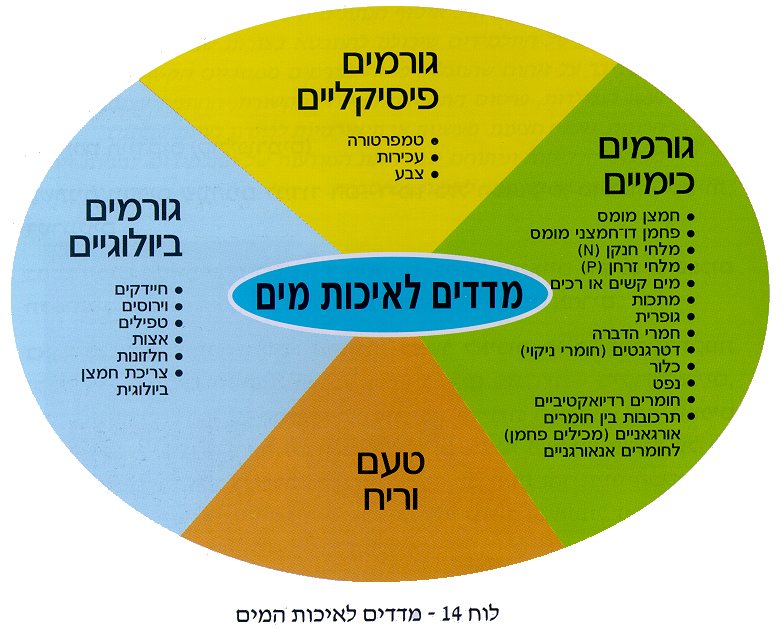 גורמים
פיסיקליים
• טמפרטורה
• עכירות
• צבע
גורמים
כימיים
• חמצן מומס
• פחמן דו־חמצני מומס
• מלחי חנקן (N)
• מלחי זרחן (P)
• מים קשים או רכים
• מתכות
• גופרית
• חמרי הדברה
• דטרגנטים (חומרי ניקוי)
• כלור
• נפט
• חומרים רדיואקטיביים
• תרכובות בין חומרים
אורגאניים (מכילים פחמן)
לחומרים אנאורגניים
גורמים
ביולוגיים
• חיידקים
• וירוסים
• טפילים
• אצות
• חלזונות
• צריכת חמצן
ביולוגית
מדדים לאיכות מים
טעם
וריח
לוח 14 - מדדים לאיכות המים